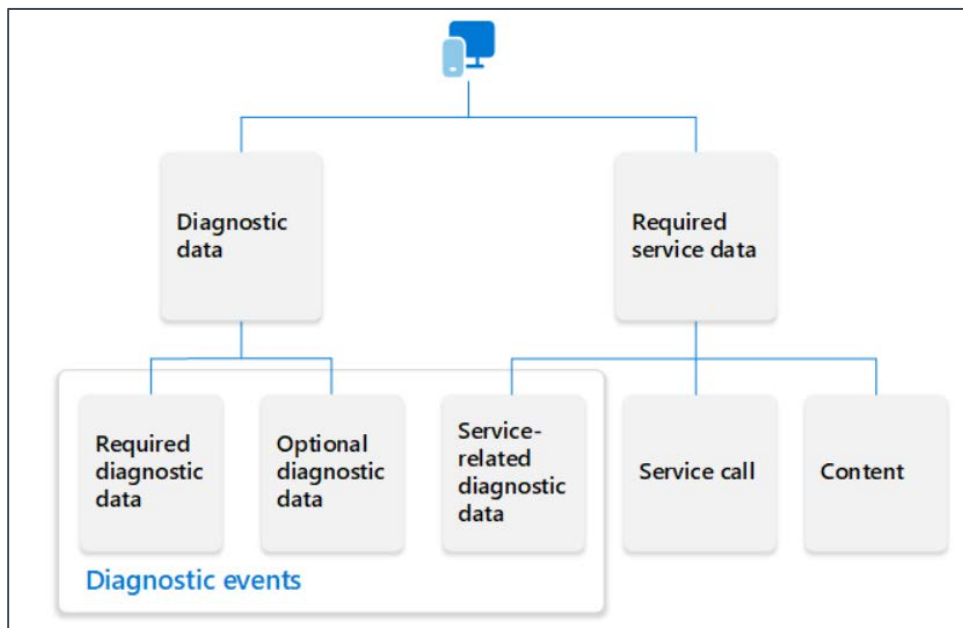 Diagnostic
data
Required
service data
Required
diagnostic
data
Optional
diagnostic
data
Service-
related
diagnostic
data
Service call
Content
Diagnostic events